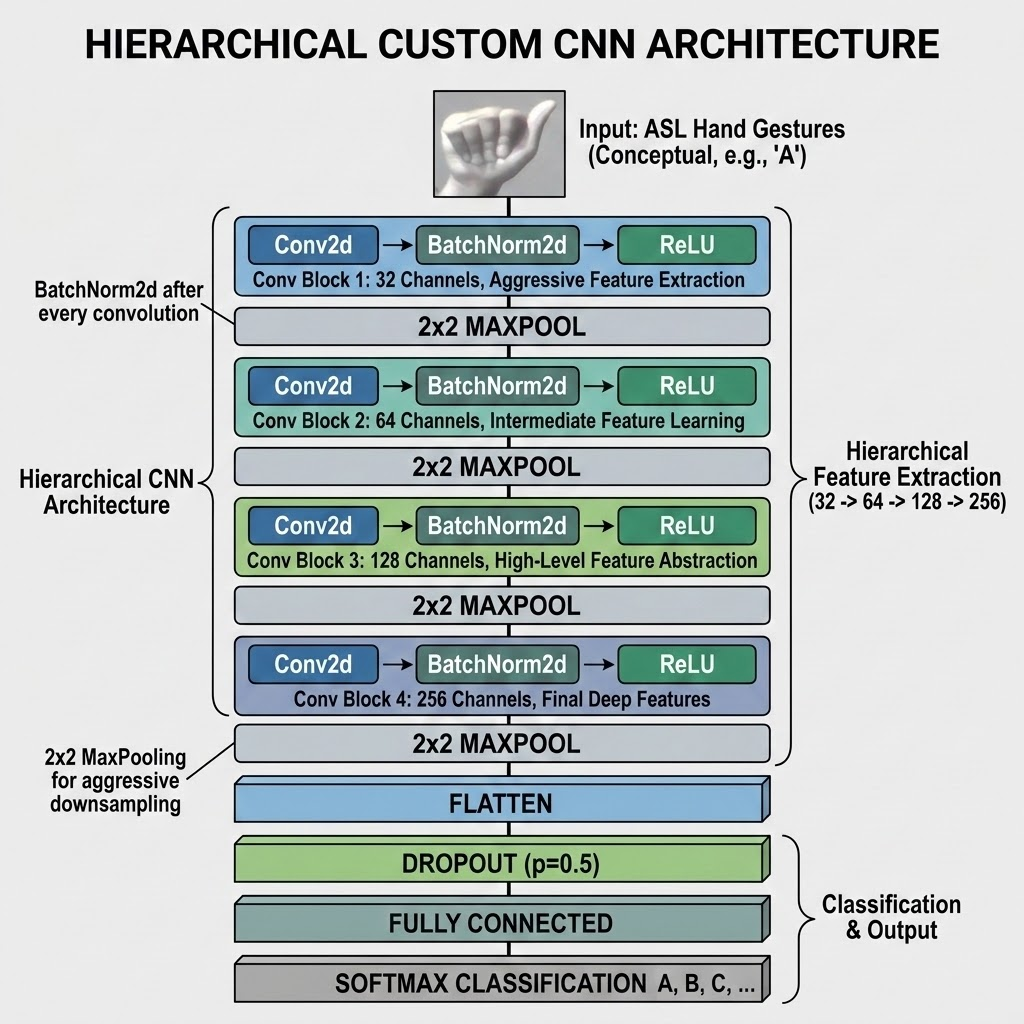 HIERARCHICAL CUSTOM CNN ARCHITECTURE
Input: ASL Hand Gestures
(Conceptual, e.g., 'A')
Conv2d
BatchNorm2d
ReLU
Conv Block 1: 32 Channels, Aggressive Feature Extraction
BatchNorm2d after
every convolution
2x2 MAXPOOL
Conv2d
BatchNorm2d
ReLU
Conv Block 2: 64 Channels, Intermediate Feature Learning
2x2 MAXPOOL
Hierarchical CNN
Architecture
Hierarchical
Feature Extraction
(32 -> 64 -> 128 -> 256)
Conv2d
BatchNorm2d
ReLU
Conv Block 3: 128 Channels, High-Level Feature Abstraction
2x2 MAXPOOL
Conv2d
BatchNorm2d
ReLU
Conv Block 4: 256 Channels, Final Deep Features
2x2 MAXPOOL
2x2 MaxPooling
for aggressive
downsampling
FLATTEN
DROPOUT (p=0.5)
FULLY CONNECTED
Classification
& Output
SOFTMAX CLASSIFICATION A, B, C, ...